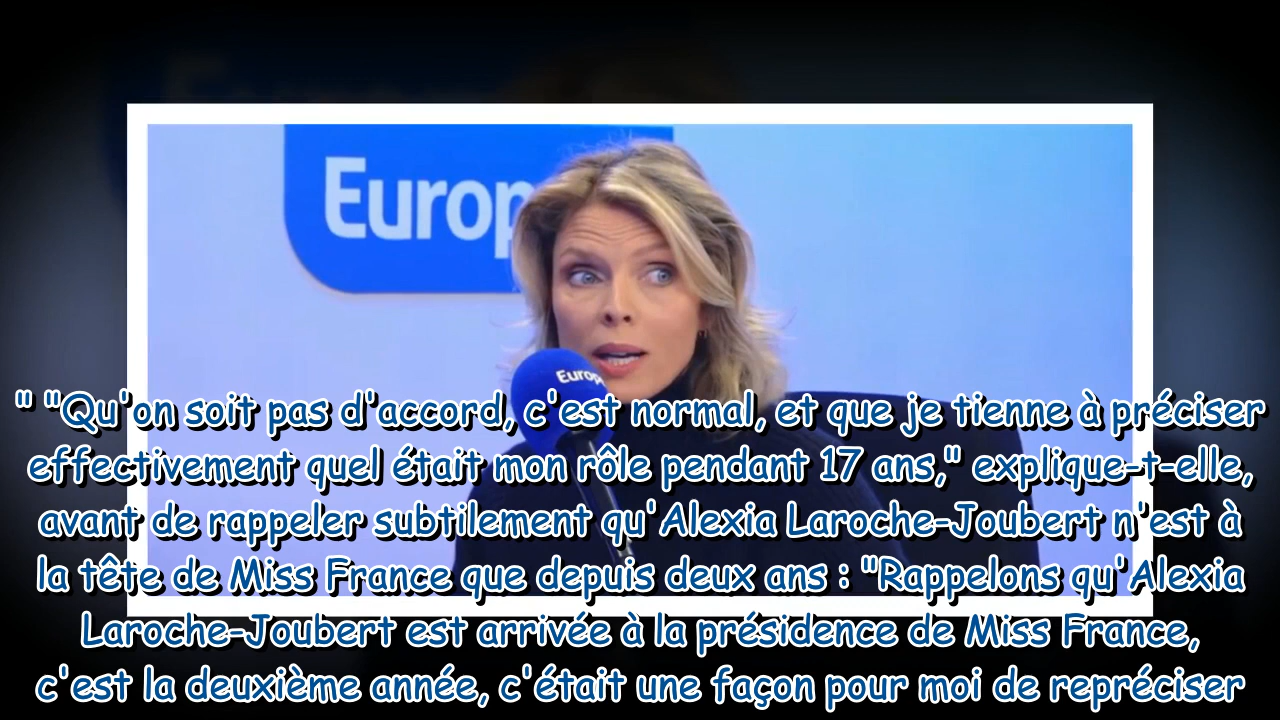 Europ
Europ
" "Qu'on soit pas d'accord, c'est normal, et que je tienne à préciser
effectivement quel était mon rôle pendant 17 ans," explique-t-elle,
avant de rappeler subtilement qu'Alexia Laroche-Joubert n'est à
la tête de Miss France que depuis deux ans : "Rappelons qu'Alexia
Laroche-Joubert est arrivée à la présidence de Miss France,
c'est la deuxième année, c'était une façon pour moi de repréciser